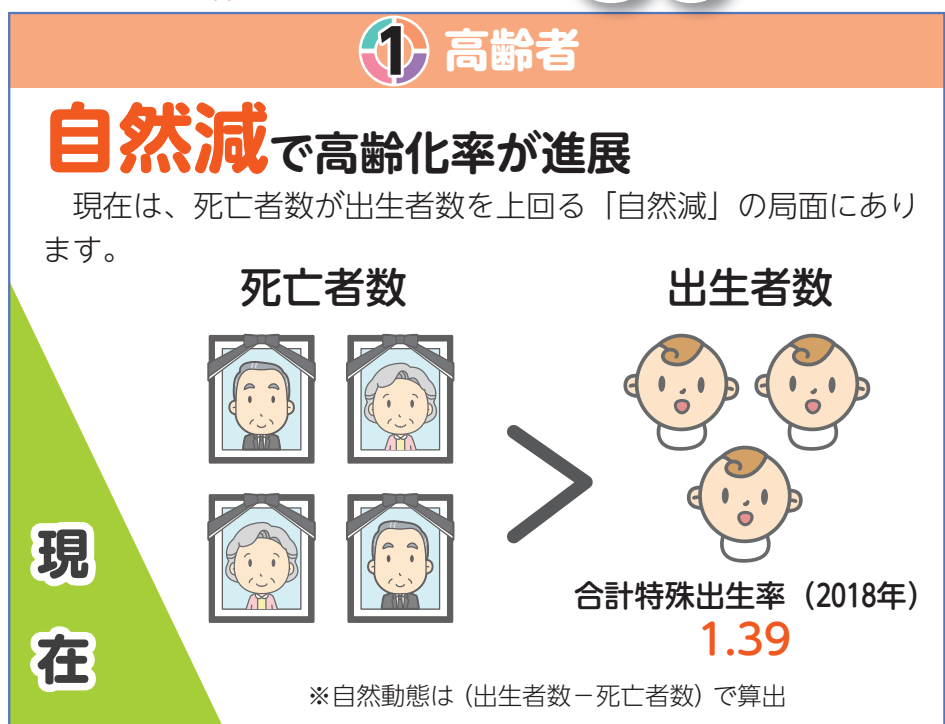 1 高齢者
自然減で高齢化率が進展
現在は、死亡者数が出生者数を上回る「自然減」の局面にあり
ます。
死亡者数
出生者数
>
合計特殊出生率（2018年）
1.39
現
在
※自然動態は（出生者数－死亡者数）で算出